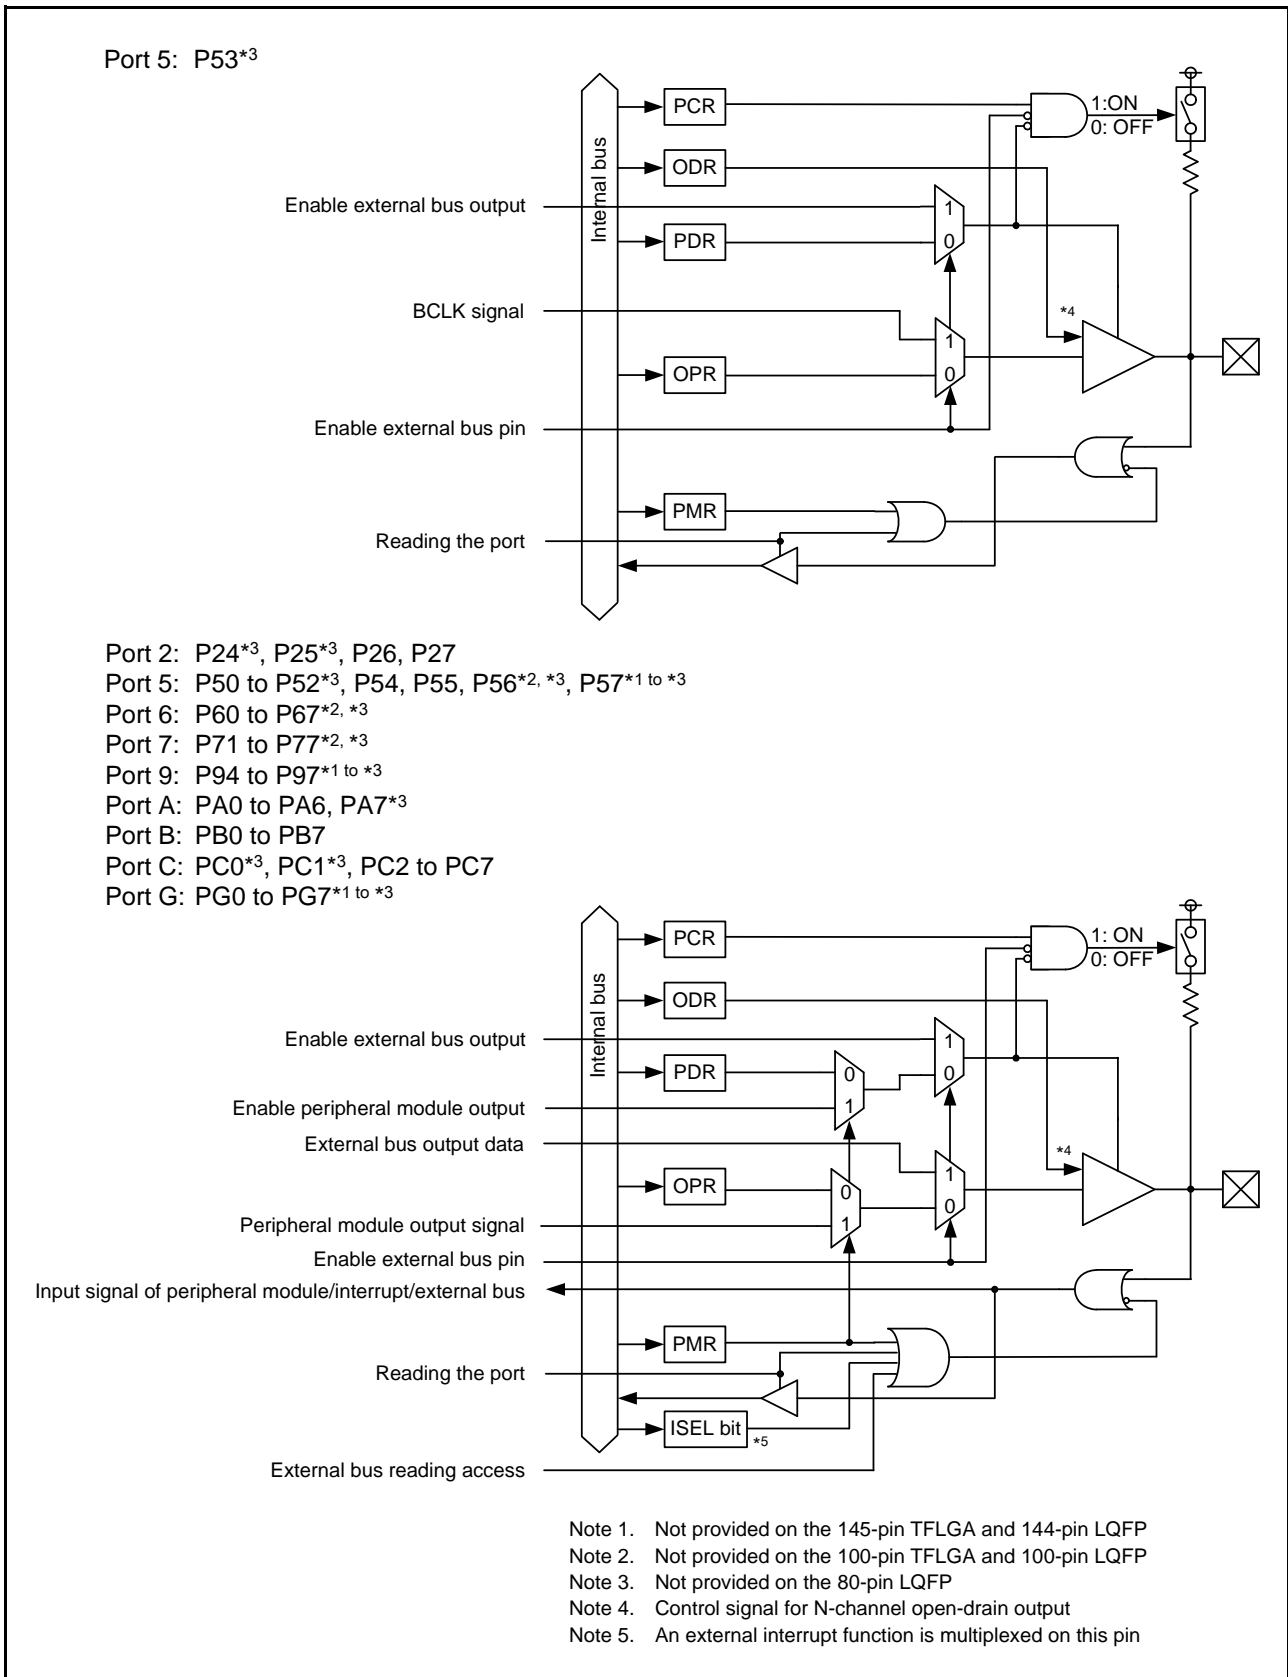 Port 5: P53*3
Internal bus
PCR
1:ON
0: OFF
ODR
Enable external bus output
1
PDR
0
BCLK signal
*4
1
OPR
0
Enable external bus pin
PMR
Reading the port
Port 2: P24*3, P25*3, P26, P27
Port 5: P50 to P52*3, P54, P55, P56*2, *3, P57*1 to *3
Port 6: P60 to P67*2, *3
Port 7: P71 to P77*2, *3
Port 9: P94 to P97*1 to *3
Port A: PA0 to PA6, PA7*3
Port B: PB0 to PB7
Port C: PC0*3, PC1*3, PC2 to PC7
Port G: PG0 to PG7*1 to *3
Internal bus
PCR
1: ON
0: OFF
ODR
Enable external bus output
1
PDR
0
0
Enable peripheral module output
1
External bus output data
*4
1
OPR
0
0
Peripheral module output signal
1
Enable external bus pin
Input signal of peripheral module/interrupt/external bus
PMR
Reading the port
ISEL bit
*5
External bus reading access
Note 1. Not provided on the 145-pin TFLGA and 144-pin LQFP
Note 2. Not provided on the 100-pin TFLGA and 100-pin LQFP
Note 3. Not provided on the 80-pin LQFP
Note 4. Control signal for N-channel open-drain output
Note 5. An external interrupt function is multiplexed on this pin